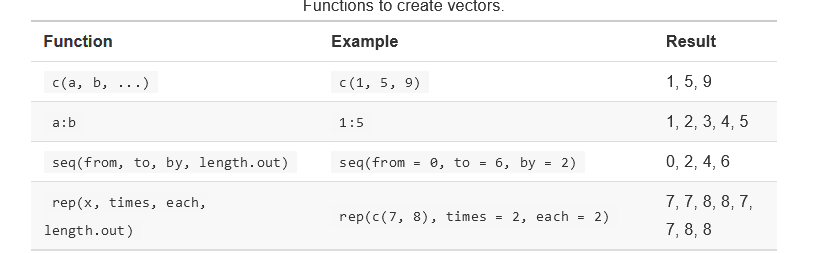 Functions to create vectors.
Function Example Result
c(a, b, ...) c(1, 5, 9) 1, 5, 9
a:b 1:5 1, 2, 3, 4, 5
seq(from, to, by, length.out) seq(from = 0, to = 6, by = 2) 0, 2, 4, 6
rep(x, times, each, length.out) rep(c(7, 8), times = 2, each = 2) 7, 7, 8, 8, 7, 7, 8, 8